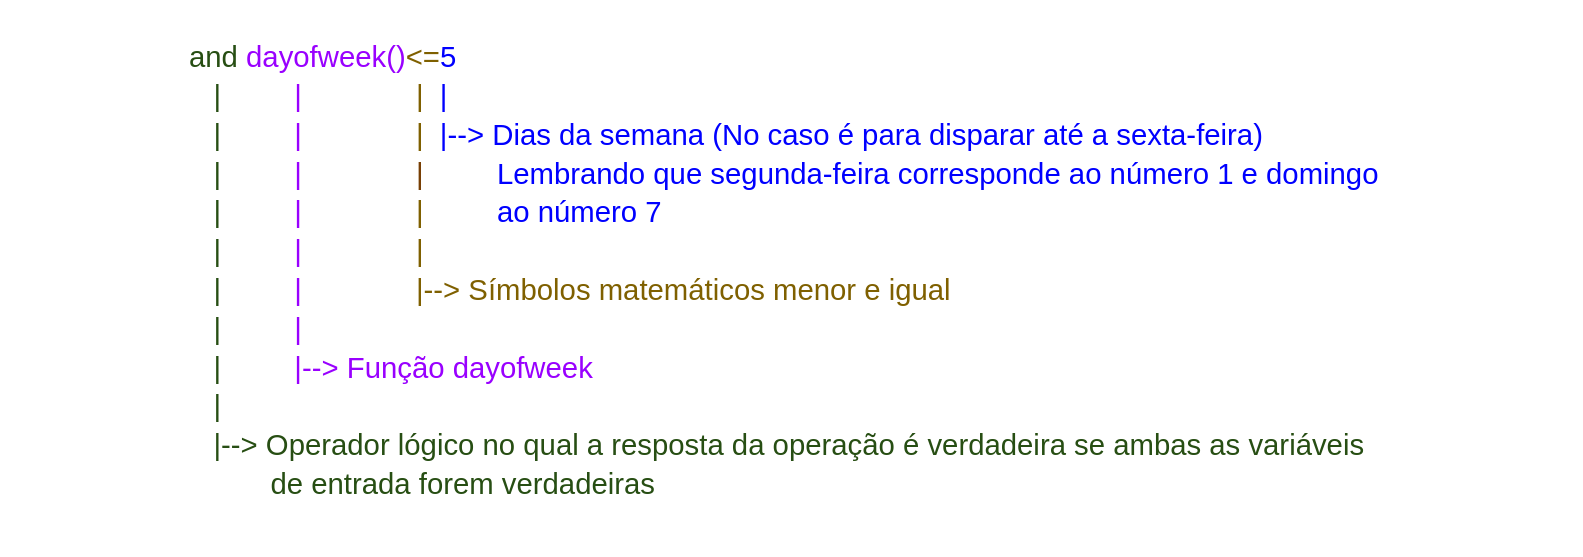 and dayofweek()<=5
| | | |
| | | |--> Dias da semana (No caso é para disparar até a sexta-feira)
| | | Lembrando que segunda-feira corresponde ao número 1 e domingo
| | | ao número 7
| | |
| | |--> Símbolos matemáticos menor e igual
| |
| |--> Função dayofweek
|
|--> Operador lógico no qual a resposta da operação é verdadeira se ambas as variáveis
de entrada forem verdadeiras